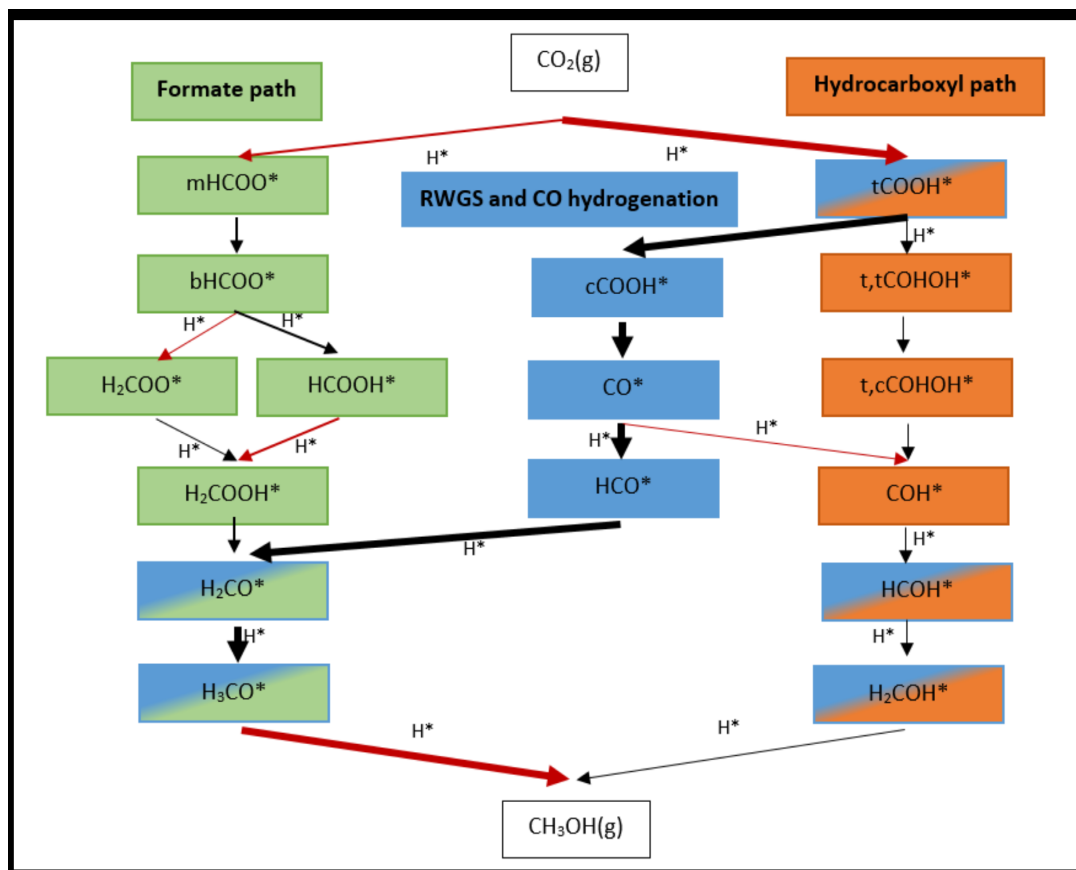 CO₂(g)
Formate path
Hydrocarboxyl path
H*
H*
mHCOO*
RWGS and CO hydrogenation
tCOOH*
H*
bHCOO*
cCOOH*
t,tCOHOH*
H*
H*
H₂COO*
HCOOH*
CO*
t,cCOHOH*
H*
H*
H*
H*
H₂COOH*
HCO*
COH*
H*
H*
H₂CO*
HCOH*
H*
H*
H₃CO*
H₂COH*
H*
H*
CH₃OH(g)